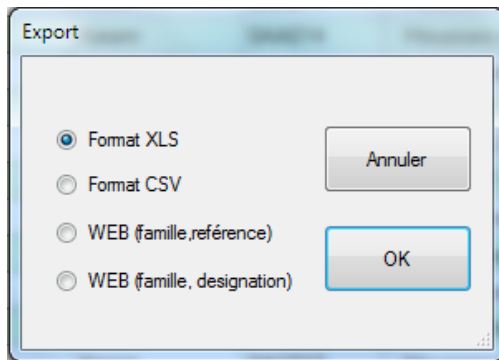 Export
Format XLS
Format CSV
WEB (famille,reférence)
WEB (famille, designation)
Annuler
OK